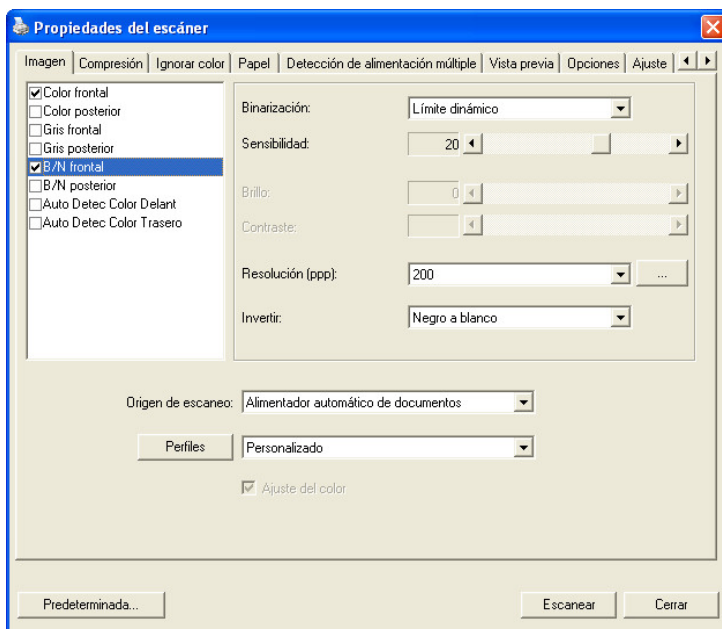 Propiedades del escáner
Imagen Compresión Ignorar color Papel Detección de alimentación múltiple Vista previa Opciones Ajuste
Color frontal
Color posterior
Gris frontal
Gris posterior
B/N frontal
B/N posterior
Auto Detec Color Delant
Auto Detec Color Trasero
Binarización: Límite dinámico
Sensibilidad: 20
Brillo: 0
Contraste:
Resolución (ppp): 200 ...
Invertir: Negro a blanco
Origen de escaneo: Alimentador automático de documentos
Perfiles Personalizado
Ajuste del color
Predeterminada... Escanear Cerrar